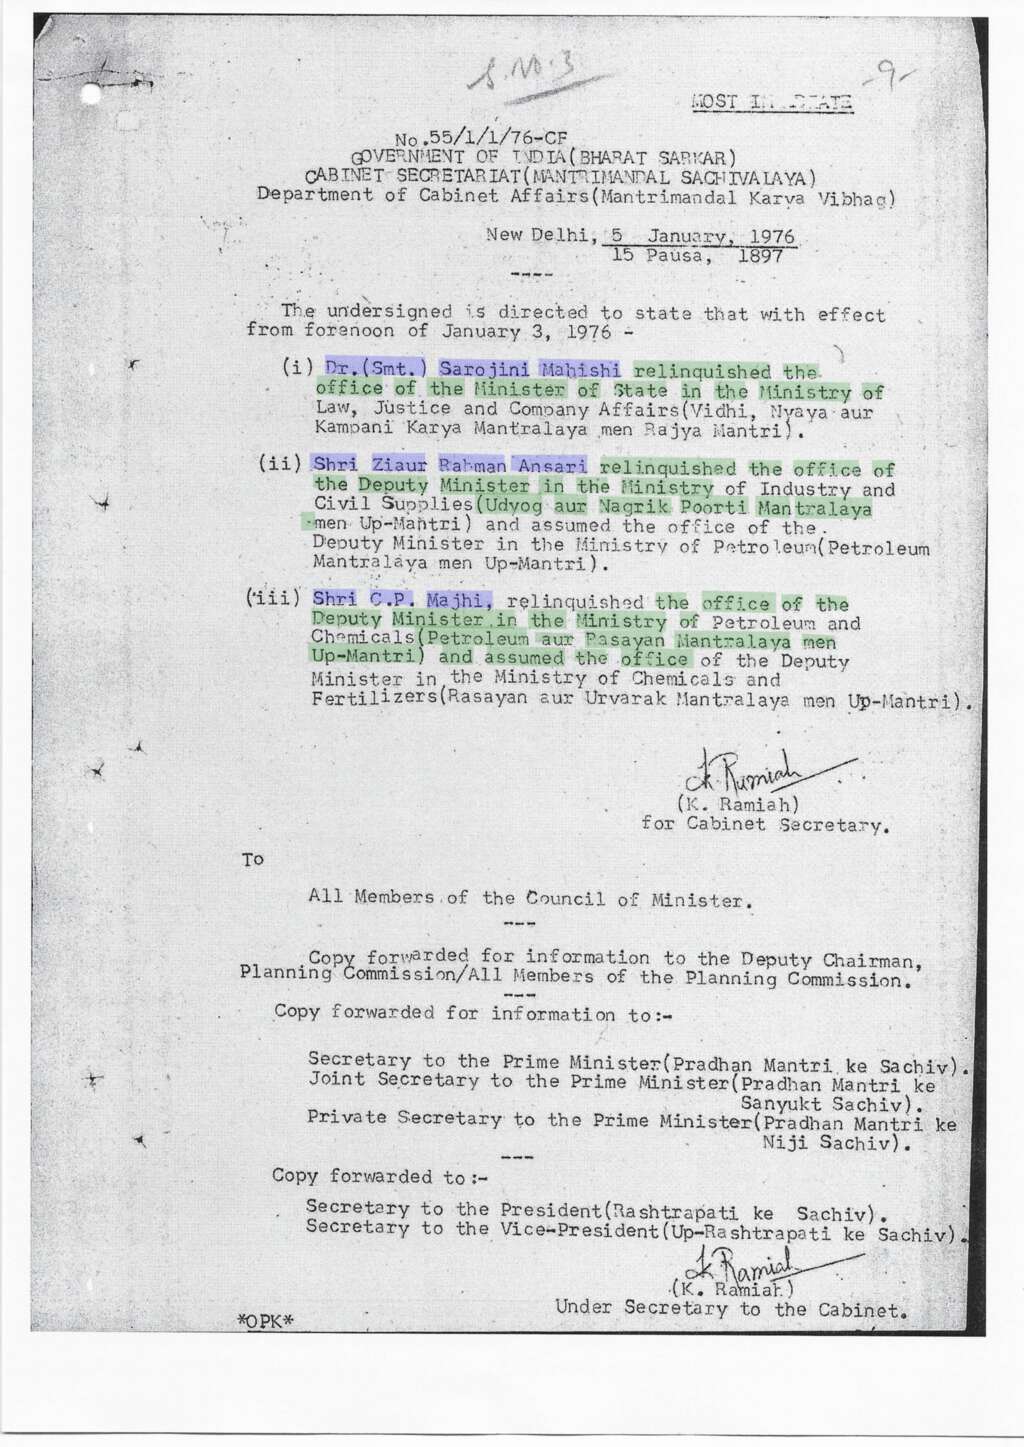 S.No.3
-9-
MOST IMMEDIATE
No.55/1/1/76-CF
GOVERNMENT OF INDIA(BHARAT SARKAR)
CABINET SECRETARIAT(MANTRIMANDAL SACHIVALAYA)
Department of Cabinet Affairs(Mantrimandal Karya Vibhag)
New Delhi, 5 January, 1976
15 Pausa, 1897
----
The undersigned is directed to state that with effect
from forenoon of January 3, 1976 -
(i) Dr.(Smt.) Sarojini Mahishi relinquished the
office of the Minister of State in the Ministry of
Law, Justice and Company Affairs(Vidhi, Nyaya aur
Kampani Karya Mantralaya men Rajya Mantri).
(ii) Shri Ziaur Rahman Ansari relinquished the office of
the Deputy Minister in the Ministry of Industry and
Civil Supplies(Udyog aur Nagrik Poorti Mantralaya
men Up-Mantri) and assumed the office of the
Deputy Minister in the Ministry of Petroleum(Petroleum
Mantralaya men Up-Mantri).
(iii) Shri C.P. Majhi, relinquished the office of the
Deputy Minister in the Ministry of Petroleum and
Chemicals(Petroleum aur Rasayan Mantralaya men
Up-Mantri) and assumed the office of the Deputy
Minister in the Ministry of Chemicals and
Fertilizers(Rasayan aur Urvarak Mantralaya men Up-Mantri).
K. Ramiah
(K. Ramiah)
for Cabinet Secretary.
To
All Members of the Council of Minister.
---
Copy forwarded for information to the Deputy Chairman,
Planning Commission/All Members of the Planning Commission.
---
Copy forwarded for information to:-
Secretary to the Prime Minister(Pradhan Mantri ke Sachiv).
Joint Secretary to the Prime Minister(Pradhan Mantri ke
Sanyukt Sachiv).
Private Secretary to the Prime Minister(Pradhan Mantri ke
Niji Sachiv).
---
Copy forwarded to:-
Secretary to the President(Rashtrapati ke Sachiv).
Secretary to the Vice-President(Up-Rashtrapati ke Sachiv).
K. Ramiah
(K. Ramiah)
Under Secretary to the Cabinet.
*OPK*